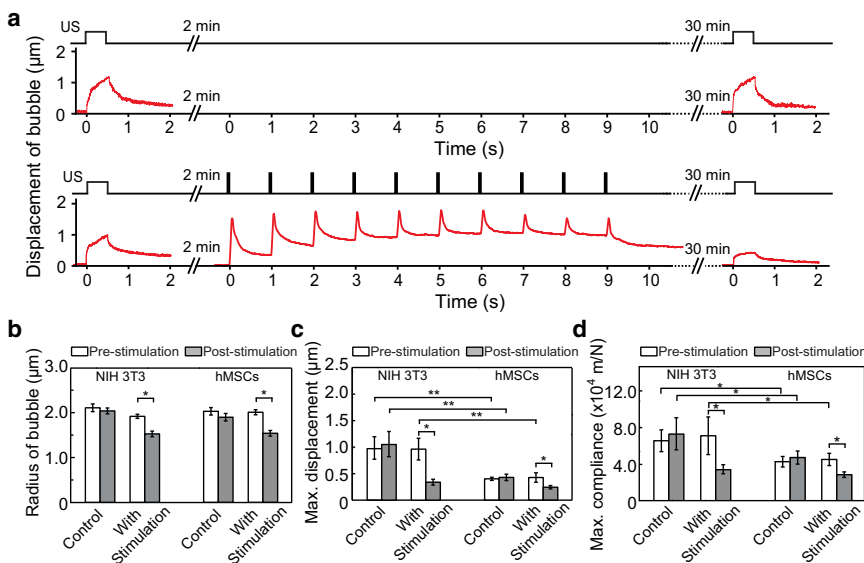 a
US
2 min
30 min
Displacement of bubble (μm)
2
1
0
2 min
30 min
0 1 2
0 1 2 3 4 5 6 7 8 9 10
0 1 2
Time (s)
US
2 min
30 min
2
1
0
2 min
30 min
0 1 2
0 1 2 3 4 5 6 7 8 9 10
0 1 2
Time (s)
b
Pre-stimulation Post-stimulation
NIH 3T3 hMSCs
Radius of bubble (μm)
3.0
2.0
1.0
0
*
*
Control
With
Stimulation
Control
With
Stimulation
c
Pre-stimulation Post-stimulation
NIH 3T3 hMSCs
Max. displacement (μm)
2.5
2.0
1.5
1.0
0.5
0
**
**
**
*
*
Control
With
Stimulation
Control
With
Stimulation
d
Pre-stimulation Post-stimulation
NIH 3T3 hMSCs
Max. compliance (x10⁴ m/N)
12.0
8.0
4.0
0
*
*
*
*
*
Control
With
Stimulation
Control
With
Stimulation